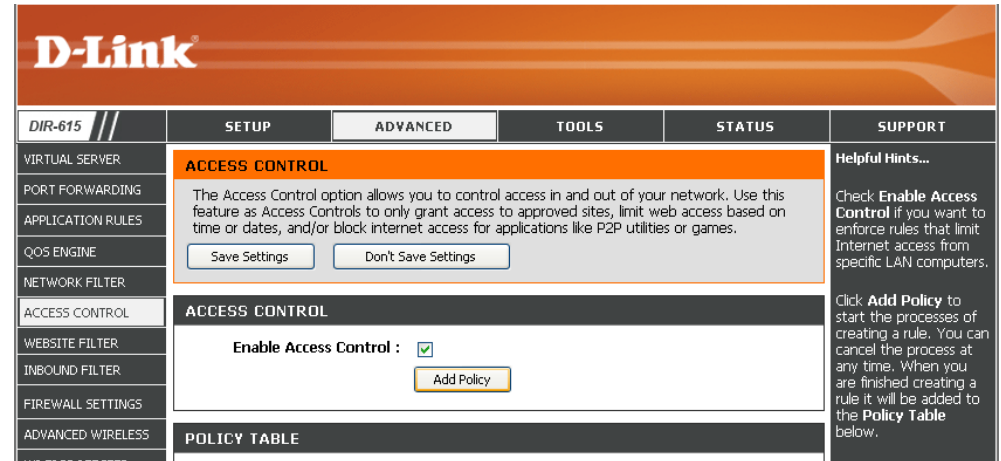 D-Link®
DIR-615 //
SETUP
ADVANCED
TOOLS
STATUS
SUPPORT
VIRTUAL SERVER
PORT FORWARDING
APPLICATION RULES
QOS ENGINE
NETWORK FILTER
ACCESS CONTROL
WEBSITE FILTER
INBOUND FILTER
FIREWALL SETTINGS
ADVANCED WIRELESS
ACCESS CONTROL
The Access Control option allows you to control access in and out of your network. Use this
feature as Access Controls to only grant access to approved sites, limit web access based on
time or dates, and/or block internet access for applications like P2P utilities or games.
Save Settings
Don't Save Settings
ACCESS CONTROL
Enable Access Control :
Add Policy
POLICY TABLE
Helpful Hints...
Check Enable Access
Control if you want to
enforce rules that limit
Internet access from
specific LAN computers.
Click Add Policy to
start the processes of
creating a rule. You can
cancel the process at
any time. When you
are finished creating a
rule it will be added to
the Policy Table
below.